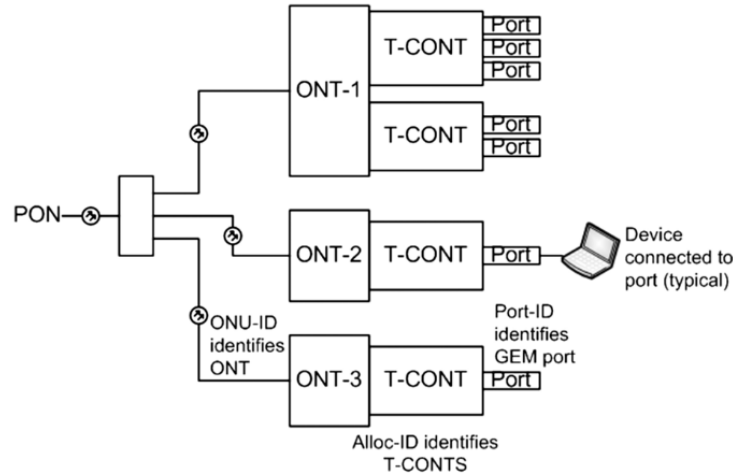 Port
T-CONT
Port
Port
ONT-1
T-CONT
Port
Port
PON
ONT-2
T-CONT
Port
Device
connected to
port (typical)
ONU-ID
identifies
ONT
Port-ID
identifies
GEM port
ONT-3
T-CONT
Port
Alloc-ID identifies
T-CONTS